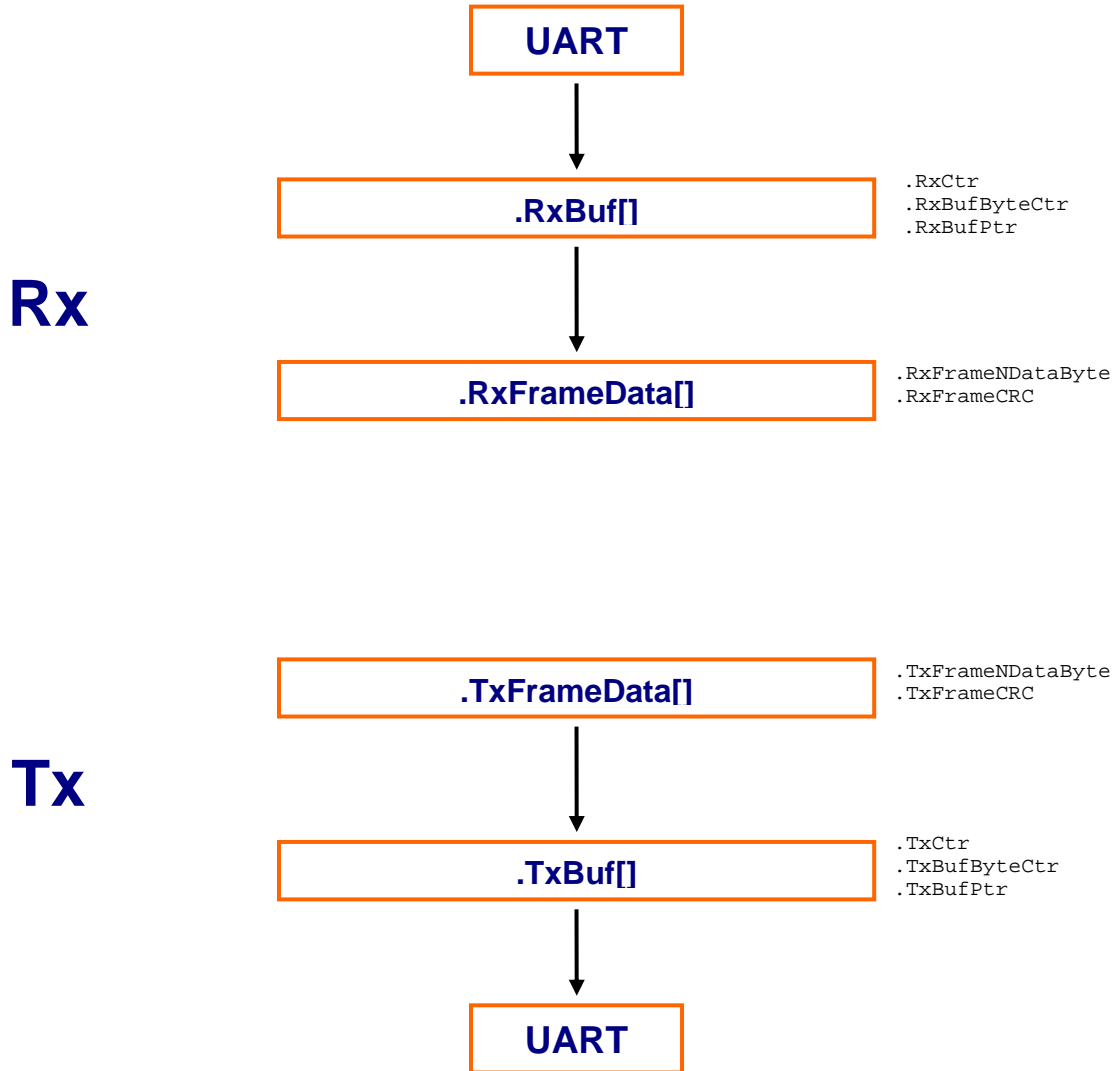 UART
.RxBuf[]
.RxCtr
.RxBufByteCtr
.RxBufPtr
Rx
.RxFrameData[]
.RxFrameNDataByte
.RxFrameCRC
.TxFrameData[]
.TxFrameNDataByte
.TxFrameCRC
Tx
.TxBuf[]
.TxCtr
.TxBufByteCtr
.TxBufPtr
UART